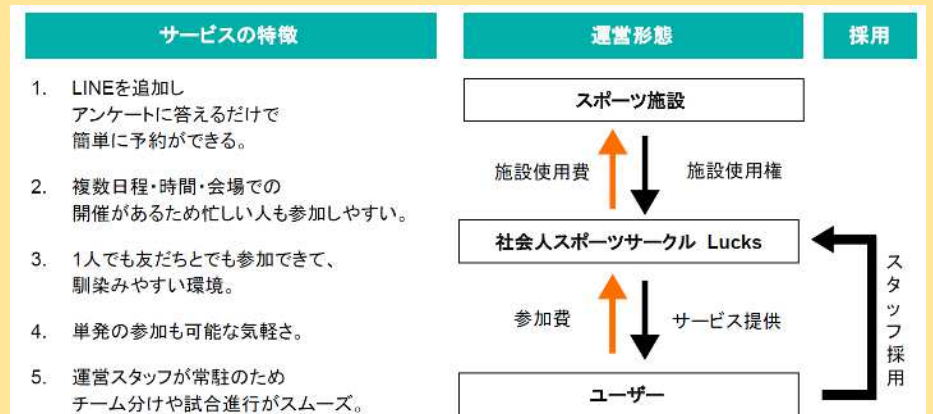 サービスの特徴
1. LINEを追加し
アンケートに答えるだけで
簡単に予約ができる。
2. 複数日程・時間・会場での
開催があるため忙しい人も参加しやすい。
3. 1人でも友だちとでも参加できて、
馴染みやすい環境。
4. 単発の参加も可能な気軽さ。
5. 運営スタッフが常駐のため
チーム分けや試合進行がスムーズ。
運営形態
スポーツ施設
施設使用費
施設使用権
社会人スポーツサークル Lucks
参加費
サービス提供
ユーザー
採用
スタッフ採用